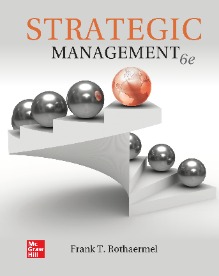 STRATEGIC
MANAGEMENT
6e
Mc
Graw
Hill
Frank T. Rothaermel